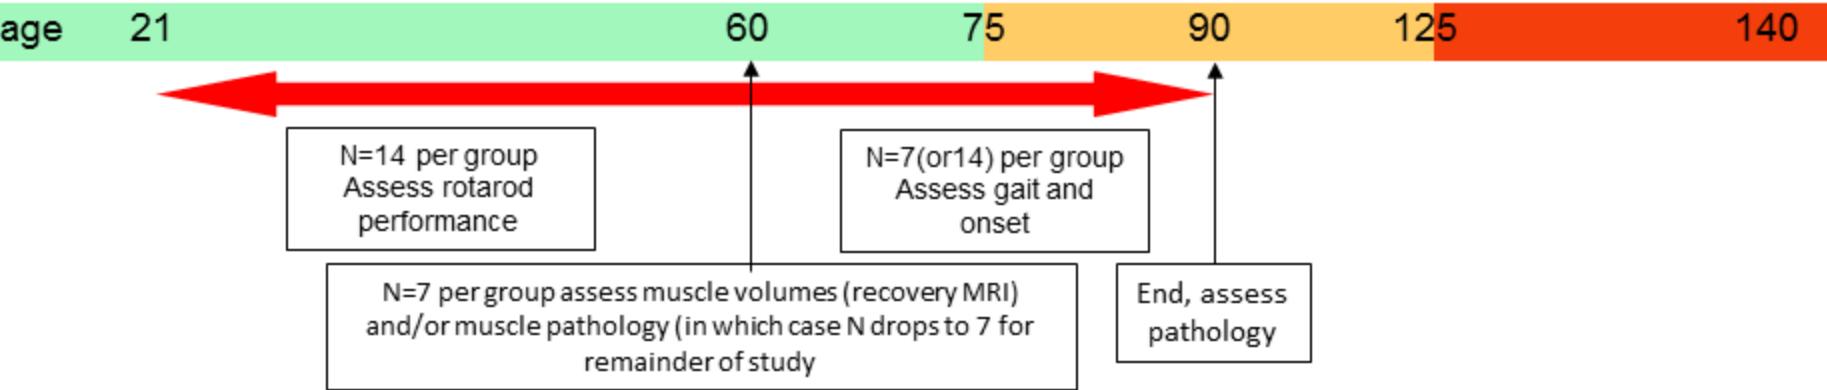 age 21 60 75 90 125 140
N=14 per group
Assess rotarod
performance
N=7(or14) per group
Assess gait and
onset
N=7 per group assess muscle volumes (recovery MRI)
and/or muscle pathology (in which case N drops to 7 for
remainder of study
End, assess
pathology